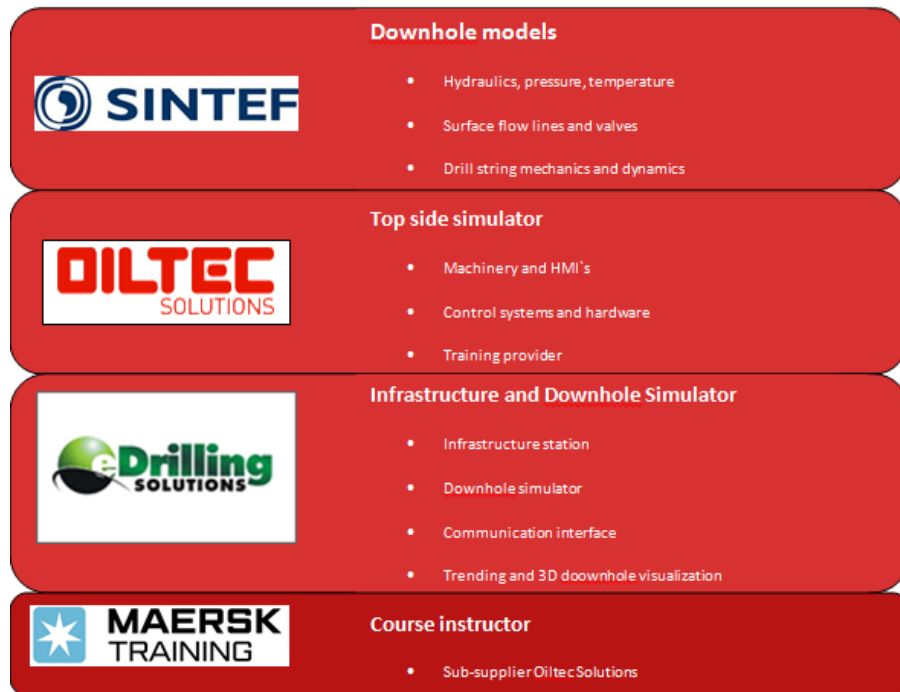 Downhole models
SINTEF
• Hydraulics, pressure, temperature
• Surface flow lines and valves
• Drill string mechanics and dynamics
Top side simulator
OILTEC
SOLUTIONS
• Machinery and HMI`s
• Control systems and hardware
• Training provider
Infrastructure and Downhole Simulator
eDrilling
SOLUTIONS
• Infrastructure station
• Downhole simulator
• Communication interface
• Trending and 3D doownhole visualization
MAERSK
TRAINING
Course instructor
• Sub-supplier Oiltec Solutions